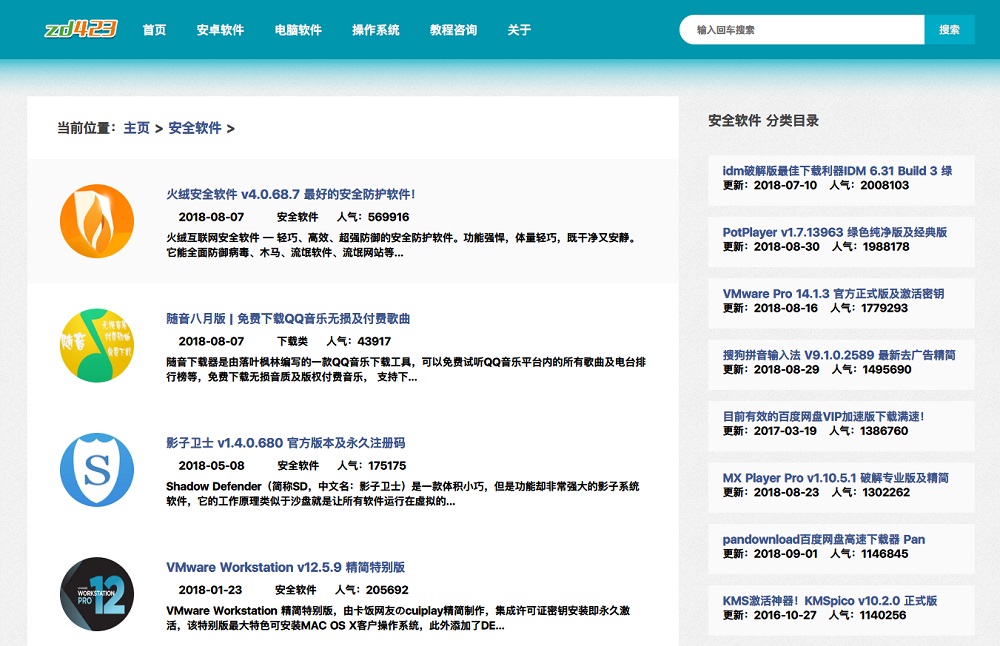 zd423 首页 安卓软件 电脑软件 操作系统 教程咨询 关于 输入回车搜索 搜索
当前位置：主页 > 安全软件 >
火绒安全软件 v4.0.68.7 最好的安全防护软件！
2018-08-07 安全软件 人气：569916
火绒互联网安全软件 — 轻巧、高效、超强防御的安全防护软件。功能强悍，体量轻巧，既干净又安静。
它能全面防御病毒、木马、流氓软件、流氓网站等...
随音八月版 | 免费下载QQ音乐无损及付费歌曲
2018-08-07 下载类 人气：43917
随音下载器是由落叶枫林编写的一款QQ音乐下载工具，可以免费试听QQ音乐平台内的所有歌曲及电台排
行榜等，免费下载无损音质及版权付费音乐， 支持下...
随音
S
影子卫士 v1.4.0.680 官方版本及永久注册码
2018-05-08 安全软件 人气：175175
Shadow Defender（简称SD，中文名：影子卫士）是一款体积小巧，但是功能却非常强大的影子系统
软件，它的工作原理类似于沙盘就是让所有软件运行在虚拟的...
WORKSTATION
PRO 12
VMware Workstation v12.5.9 精简特别版
2018-01-23 安全软件 人气：205692
VMware Workstation 精简特别版，由卡饭网友のcuiplay精简制作，集成许可证密钥安装即永久激
活，该特别版最大特色可安装MAC OS X客户操作系统，此外添加了DE...
安全软件 分类目录
idm破解版最佳下载利器IDM 6.31 Build 3 绿
更新：2018-07-10 人气：2008103
PotPlayer v1.7.13963 绿色纯净版及经典版
更新：2018-08-30 人气：1988178
VMware Pro 14.1.3 官方正式版及激活密钥
更新：2018-08-16 人气：1779293
搜狗拼音输入法 V9.1.0.2589 最新去广告精简
更新：2018-08-29 人气：1495690
目前有效的百度网盘VIP加速版下载满速！
更新：2017-03-19 人气：1386760
MX Player Pro v1.10.5.1 破解专业版及精简
更新：2018-08-23 人气：1302262
pandownload百度网盘高速下载器 Pan
更新：2018-09-01 人气：1146845
KMS激活神器！KMSpico v10.2.0 正式版
更新：2016-10-27 人气：1140256